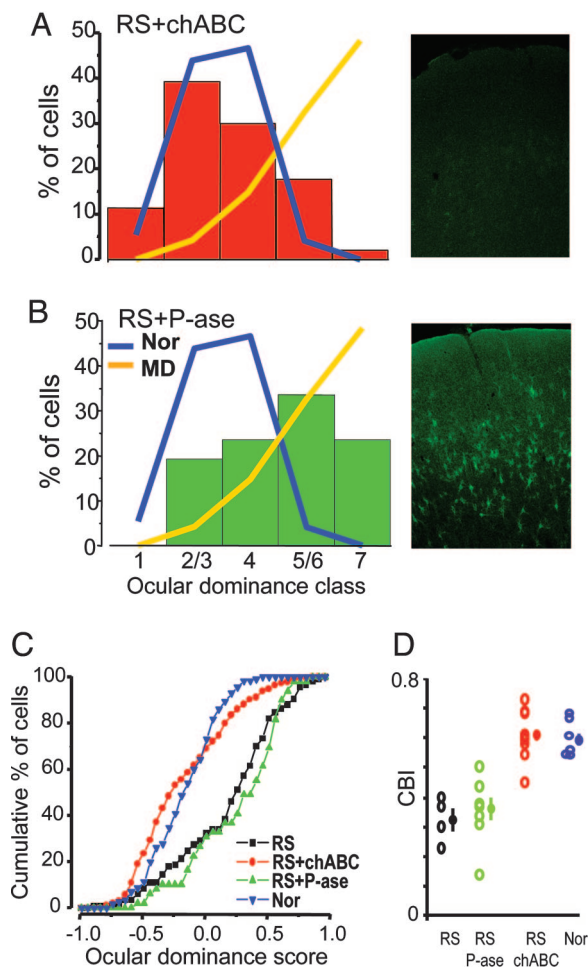 A
RS+chABC
50
40
30
20
10
0
% of cells
B
RS+P-ase
Nor
MD
50
40
30
20
10
0
% of cells
1 2/3 4 5/6 7
Ocular dominance class
C
100
80
60
40
20
0
Cumulative % of cells
RS
RS+chABC
RS+P-ase
Nor
-1.0 -0.5 0.0 0.5 1.0
Ocular dominance score
D
0.8
0
CBI
RS RS RS Nor
P-ase chABC